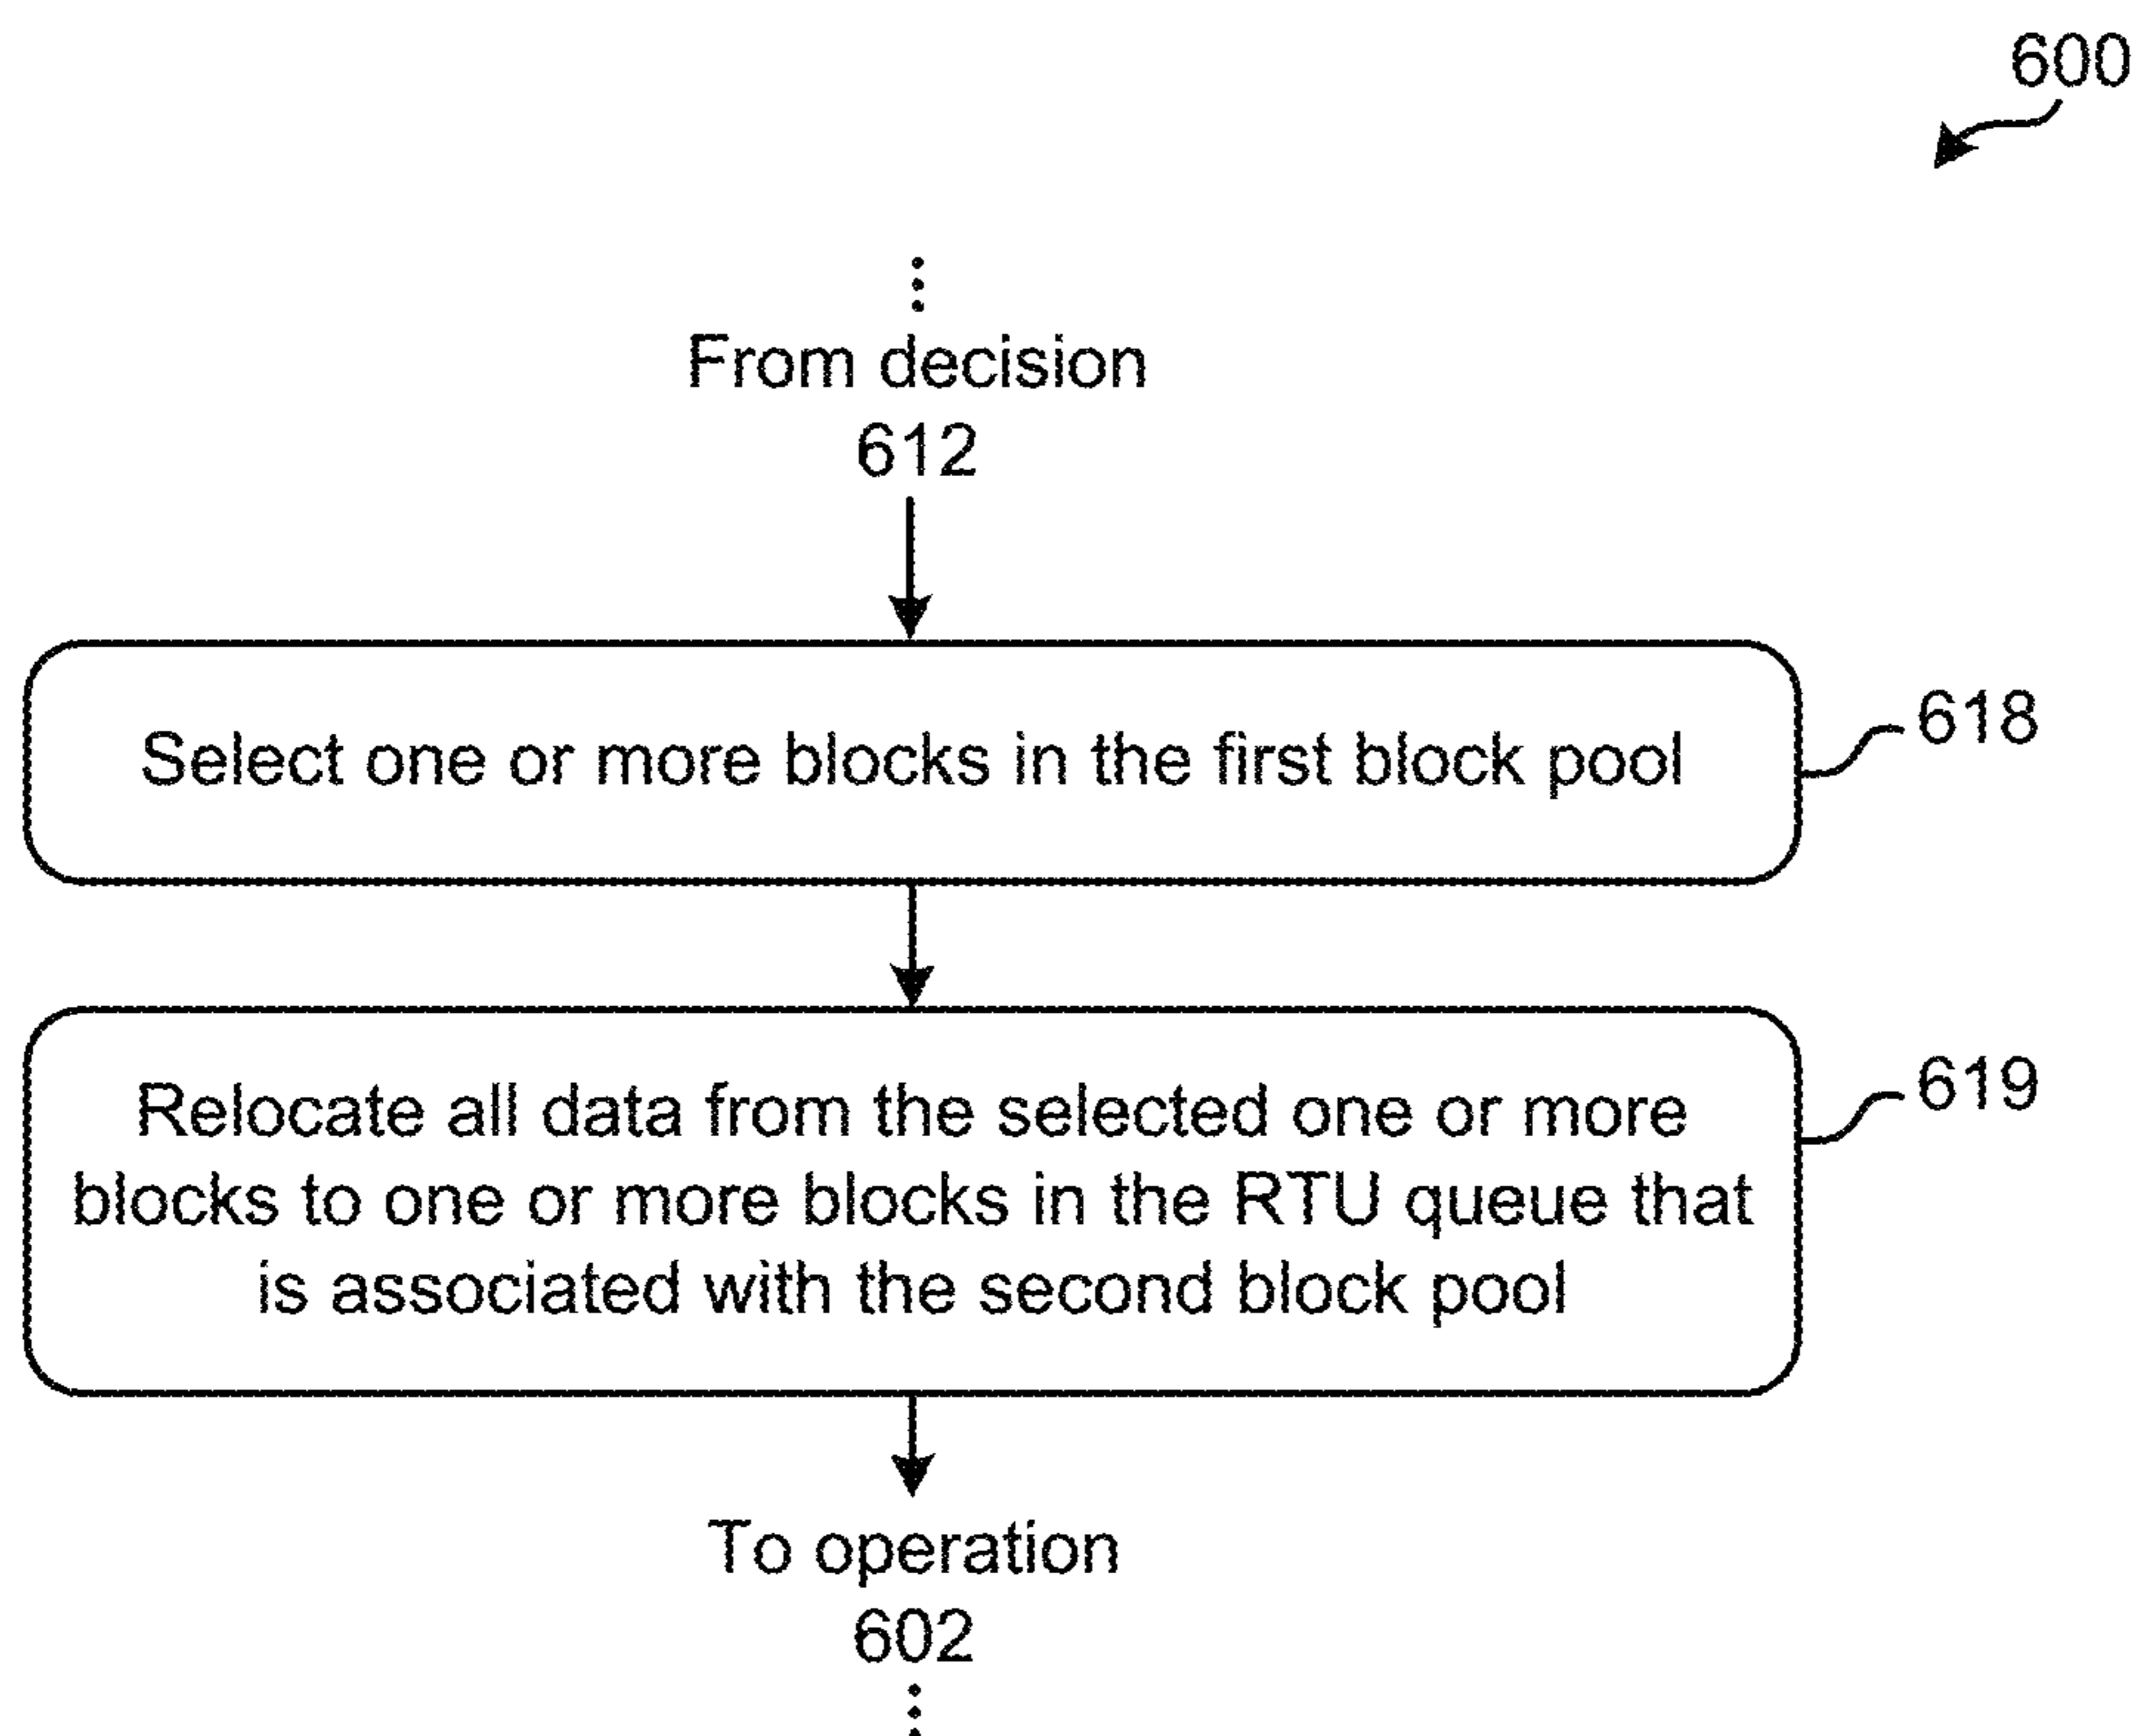 600
From decision
612
Select one or more blocks in the first block pool
618
Relocate all data from the selected one or more
blocks to one or more blocks in the RTU queue that
is associated with the second block pool
619
To operation
602